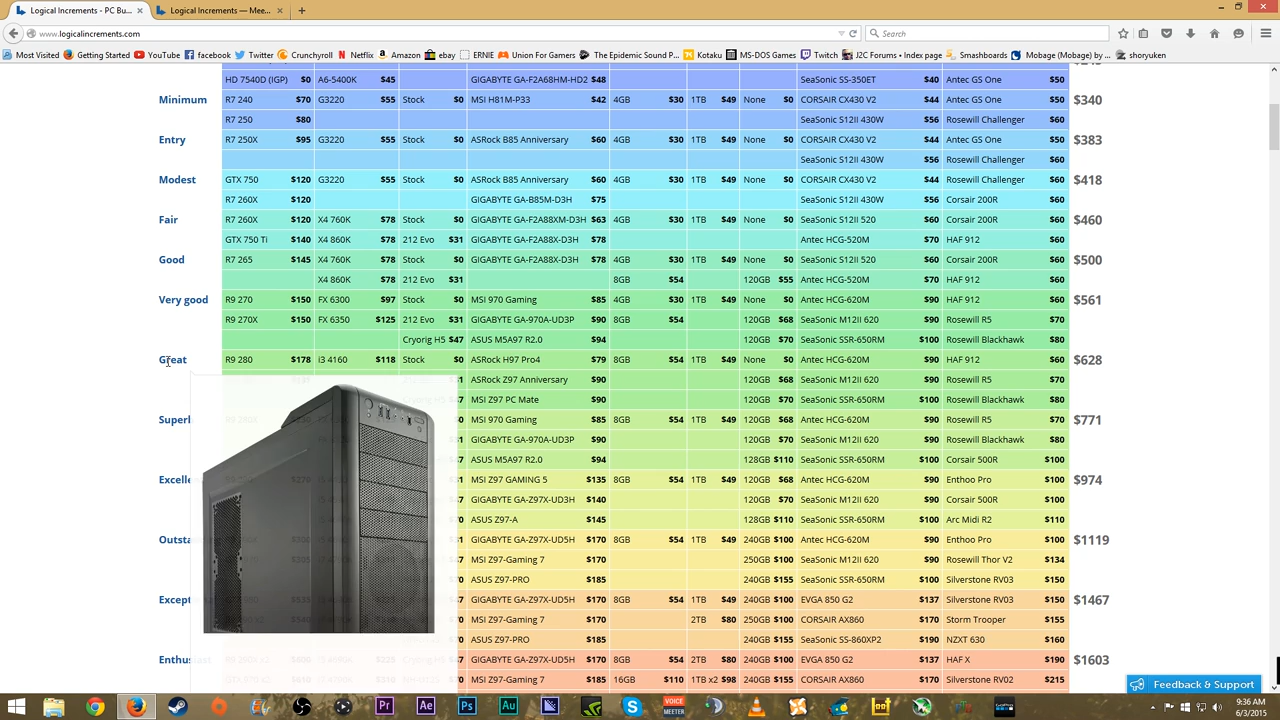 Logical Increments - PC Bu... ×
Logical Increments — Mee... ×
+
www.logicalincrements.com
Search
Most Visited Getting Started YouTube facebook Twitter Crunchyroll Netflix Amazon ebay ERNIE Union For Gamers The Epidemic Sound P... Kotaku MS-DOS Games Twitch J2C Forums • Index page Smashboards Mobage (Mobage) by ... shoryuken
HD 7540D (IGP) $0 A6-5400K $45 GIGABYTE GA-F2A68HM-HD2 $48 SeaSonic SS-350ET $40 Antec GS One $50
Minimum R7 240 $70 G3220 $55 Stock $0 MSI H81M-P33 $42 4GB $30 1TB $49 None $0 CORSAIR CX430 V2 $44 Antec GS One $50 $340
R7 250 $80 SeaSonic S12II 430W $56 Rosewill Challenger $60
Entry R7 250X $95 G3220 $55 Stock $0 ASRock B85 Anniversary $60 4GB $30 1TB $49 None $0 CORSAIR CX430 V2 $44 Antec GS One $50 $383
SeaSonic S12II 430W $56 Rosewill Challenger $60
Modest GTX 750 $120 G3220 $55 Stock $0 ASRock B85 Anniversary $60 4GB $30 1TB $49 None $0 CORSAIR CX430 V2 $44 Rosewill Challenger $60 $418
R7 260X $120 GIGABYTE G1-B85M-D3H $75 SeaSonic S12II 430W $56 Corsair 200R $60
Fair R7 260X $120 X4 760K $78 Stock $0 GIGABYTE GA-F2A88XM-D3H $63 4GB $30 1TB $49 None $0 SeaSonic S12II 520 $60 Corsair 200R $60 $460
GTX 750 Ti $140 X4 860K $78 212 Evo $31 GIGABYTE GA-F2A88X-D3H $78 Antec HCG-520M $70 HAF 912 $60
Good R7 265 $145 X4 760K $78 Stock $0 GIGABYTE GA-F2A88X-D3H $78 4GB $30 1TB $49 None $0 SeaSonic S12II 520 $60 Corsair 200R $60 $500
X4 860K $78 212 Evo $31 8GB $54 120GB $55 Antec HCG-520M $70 HAF 912 $60
Very good R9 270 $150 FX 6300 $97 Stock $0 MSI 970 Gaming $85 4GB $30 1TB $49 None $0 Antec HCG-620M $90 HAF 912 $60 $561
R9 270X $150 FX 6350 $125 212 Evo $31 GIGABYTE GA-970A-UD3P $90 8GB $54 120GB $68 SeaSonic M12II 620 $90 Rosewill R5 $70
Cryorig H5 $47 ASUS M5A97 R2.0 $94 120GB $70 SeaSonic SSR-650RM $100 Rosewill Blackhawk $80
Great R9 280 $178 i3 4160 $118 Stock $0 ASRock H97 Pro4 $79 8GB $54 1TB $49 None $0 Antec HCG-620M $90 HAF 912 $60 $628
ASRock Z97 Anniversary $90 120GB $68 SeaSonic M12II 620 $90 Rosewill R5 $70
MSI Z97 PC Mate $90 120GB $70 SeaSonic SSR-650RM $100 Rosewill Blackhawk $80
Super MSI 970 Gaming $85 8GB $54 1TB $49 120GB $68 Antec HCG-620M $90 Rosewill R5 $70 $771
GIGABYTE GA-970A-UD3P $90 120GB $70 SeaSonic M12II 620 $90 Rosewill Blackhawk $80
ASUS M5A97 R2.0 $94 128GB $110 SeaSonic SSR-650RM $100 Corsair 500R $100
Excelle MSI Z97 GAMING 5 $135 8GB $54 1TB $49 120GB $68 Antec HCG-620M $90 Enthoo Pro $100 $974
GIGABYTE GA-Z97X-UD3H $140 120GB $70 SeaSonic M12II 620 $90 Corsair 500R $100
ASUS Z97-A $145 128GB $110 SeaSonic SSR-650RM $100 Arc Midi R2 $110
Outsta GIGABYTE GA-Z97X-UD5H $170 8GB $54 1TB $49 240GB $100 Antec HCG-620M $90 Enthoo Pro $100 $1119
MSI Z97-Gaming 7 $170 250GB $100 SeaSonic M12II 620 $90 Rosewill Thor V2 $134
ASUS Z97-PRO $185 240GB $155 SeaSonic SSR-650RM $100 Silverstone RV03 $150
Except GIGABYTE GA-Z97X-UD5H $170 8GB $54 1TB $49 240GB $100 EVGA 850 G2 $137 Silverstone RV03 $150 $1467
MSI Z97-Gaming 7 $170 2TB $80 250GB $100 CORSAIR AX860 $170 Storm Trooper $155
ASUS Z97-PRO $185 240GB $155 SeaSonic SS-860XP2 $190 NZXT 630 $160
Enthusiast GIGABYTE GA-Z97X-UD5H $170 8GB $54 2TB $80 240GB $100 EVGA 850 G2 $137 HAF X $190 $1603
MSI Z97-Gaming 7 $185 16GB $110 1TB x2 $98 240GB $155 CORSAIR AX860 $170 Silverstone RV02 $215
Feedback & Support
VOICE MEETER
9:36 AM
6/3/2015